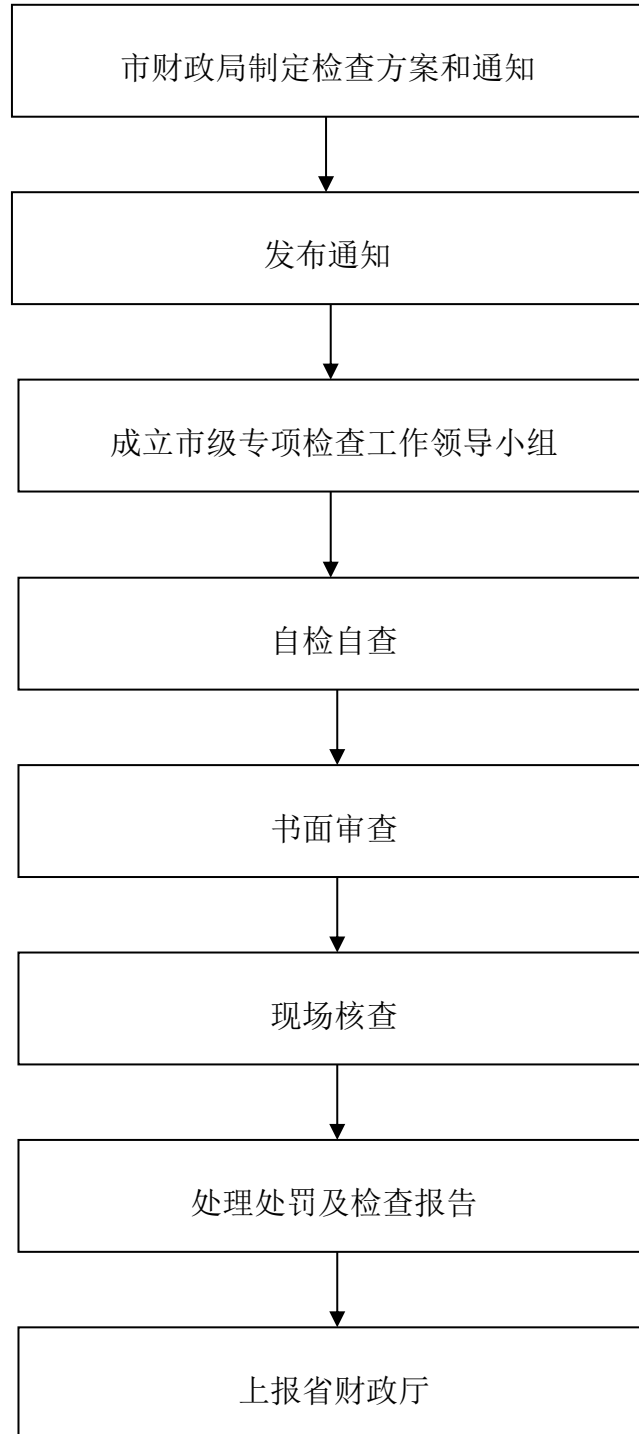 市财政局制定检查方案和通知
发布通知
成立市级专项检查工作领导小组
自检自查
书面审查
现场核查
处理处罚及检查报告
上报省财政厅